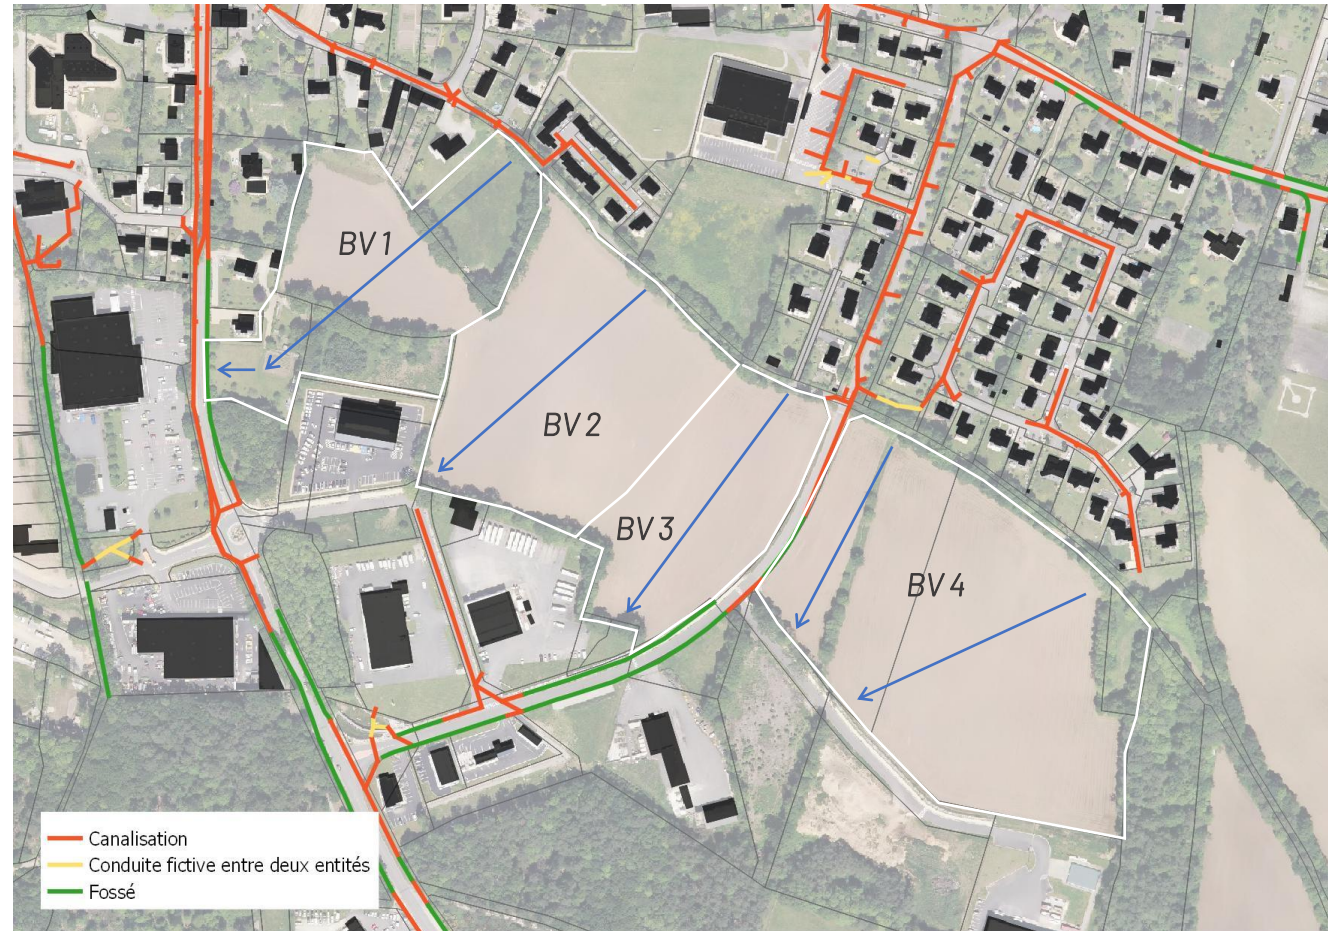 BV 1
BV 2
BV 3
BV 4
Canalisation
Conduite fictive entre deux entités
Fossé